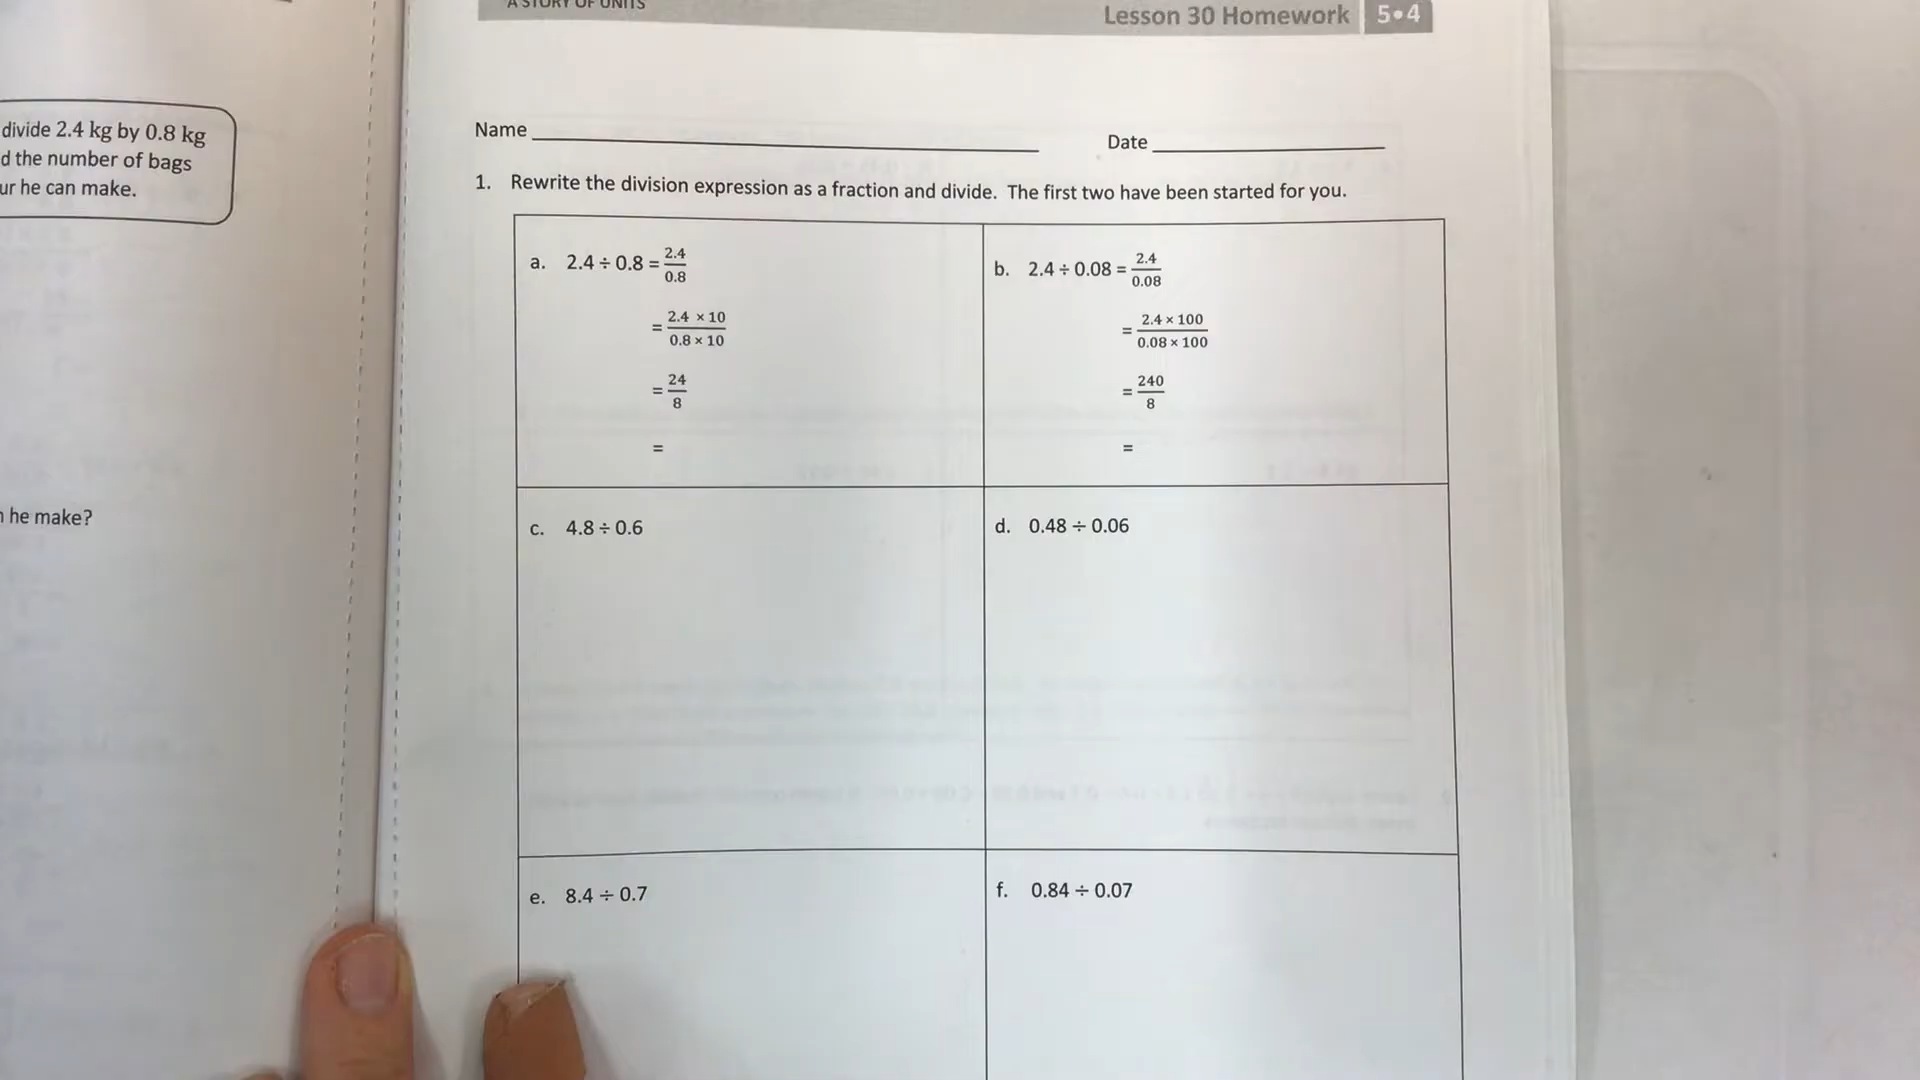 A STORY OF UNITS
Lesson 30 Homework 5•4
divide 2.4 kg by 0.8 kg
the number of bags
he can make.
he make?
Name
Date
1. Rewrite the division expression as a fraction and divide. The first two have been started for you.
a. 2.4 ÷ 0.8 = 2.4/0.8
= 2.4 × 10/0.8 × 10
= 24/8
=
b. 2.4 ÷ 0.08 = 2.4/0.08
= 2.4 × 100/0.08 × 100
= 240/8
=
c. 4.8 ÷ 0.6
d. 0.48 ÷ 0.06
e. 8.4 ÷ 0.7
f. 0.84 ÷ 0.07